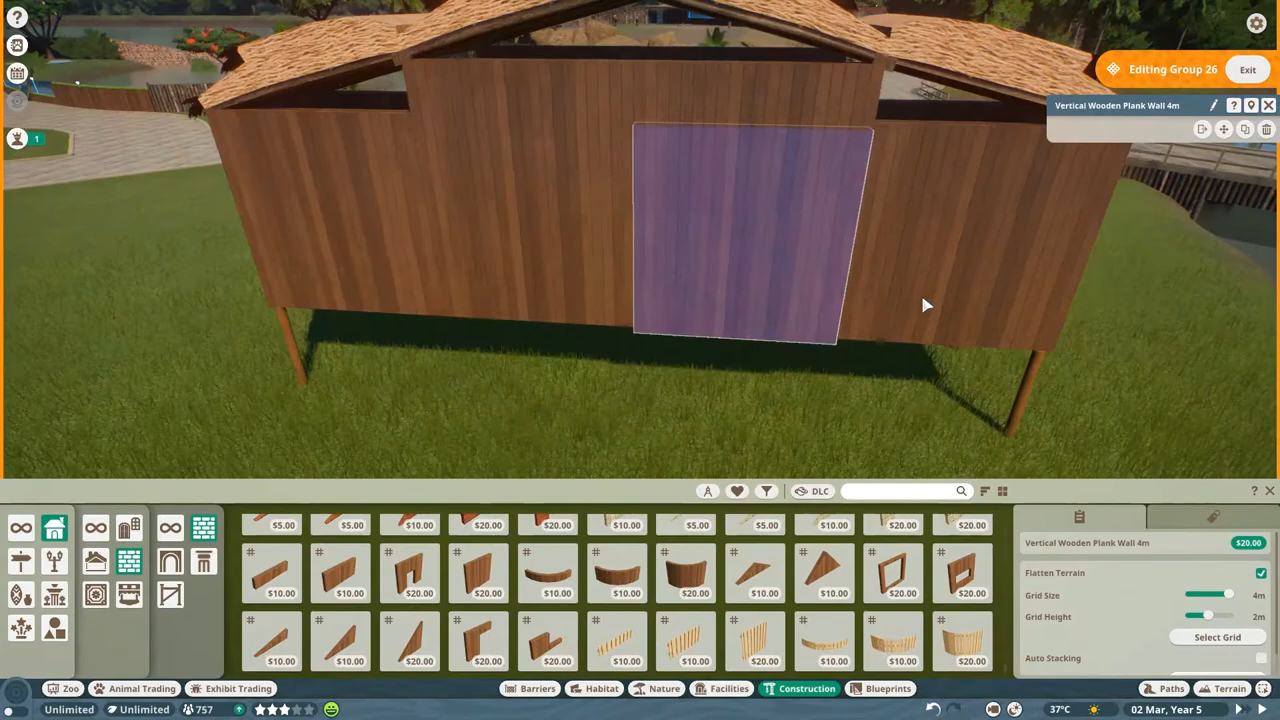 Editing Group 26
Exit
Vertical Wooden Plank Wall 4m
?
1
DLC
$5.00 $5.00 $10.00 $20.00 $10.00 $10.00 $5.00 $5.00 $10.00 $20.00 $20.00
$10.00 $10.00 $20.00 $20.00 $10.00 $10.00 $20.00 $10.00 $10.00 $20.00 $20.00
$10.00 $10.00 $20.00 $20.00 $20.00 $10.00 $10.00 $20.00 $10.00 $10.00 $20.00
Vertical Wooden Plank Wall 4m $20.00
Flatten Terrain
Grid Size 4m
Grid Height 2m
Select Grid
Auto Stacking
Zoo Animal Trading Exhibit Trading Barriers Habitat Nature Facilities Construction Blueprints Paths Terrain
Unlimited Unlimited 757 37°C 02 Mar, Year 5